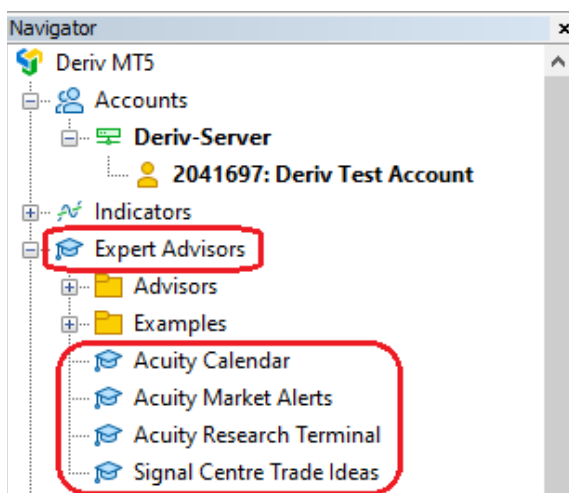 Navigator
Deriv MT5
Accounts
Deriv-Server
2041697: Deriv Test Account
Indicators
Expert Advisors
Advisors
Examples
Acuity Calendar
Acuity Market Alerts
Acuity Research Terminal
Signal Centre Trade Ideas